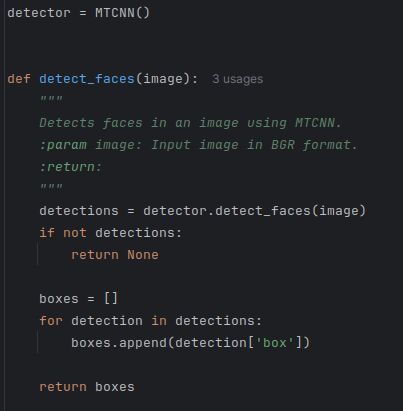 detector = MTCNN()
def detect_faces(image): 3 usages
"""
Detects faces in an image using MTCNN.
:param image: Input image in BGR format.
:return:
"""
detections = detector.detect_faces(image)
if not detections:
return None
boxes = []
for detection in detections:
boxes.append(detection['box'])
return boxes